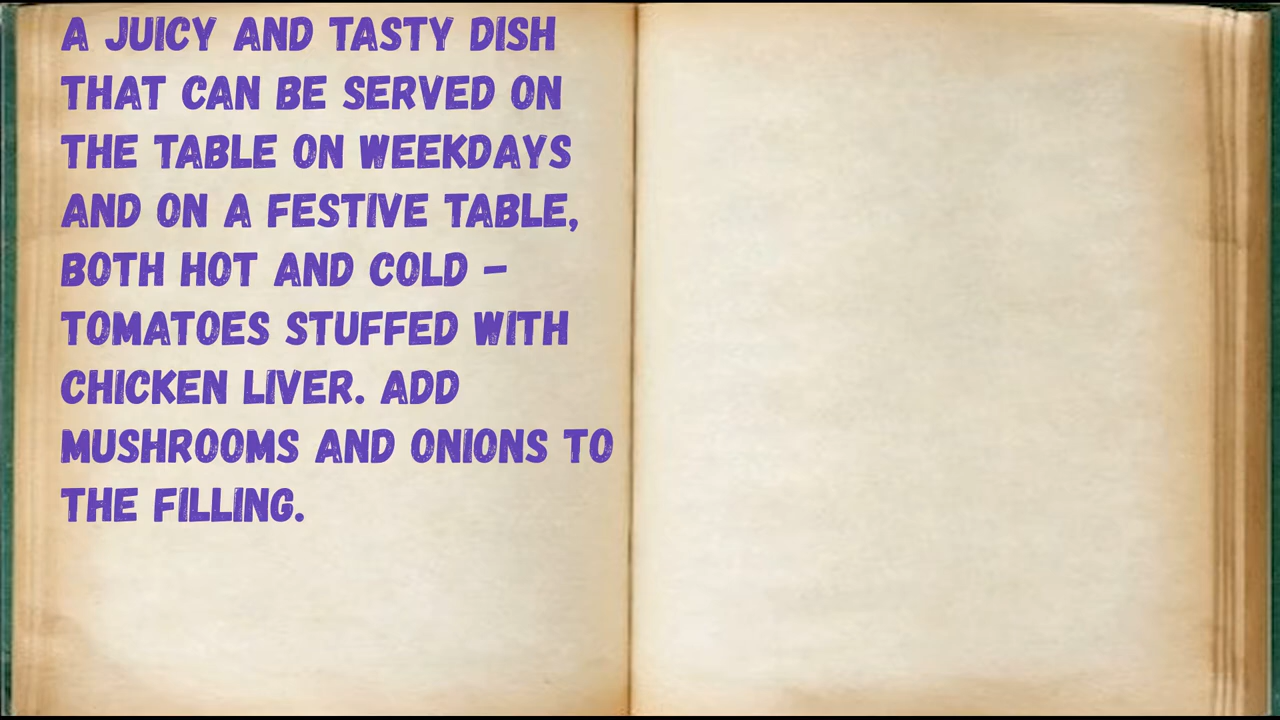 A JUICY AND TASTY DISH
THAT CAN BE SERVED ON
THE TABLE ON WEEKDAYS
AND ON A FESTIVE TABLE,
BOTH HOT AND COLD –
TOMATOES STUFFED WITH
CHICKEN LIVER. ADD
MUSHROOMS AND ONIONS TO
THE FILLING.